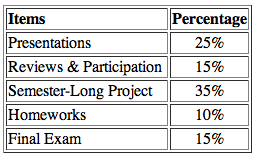 Items Percentage
Presentations 25%
Reviews & Participation 15%
Semester-Long Project 35%
Homeworks 10%
Final Exam 15%